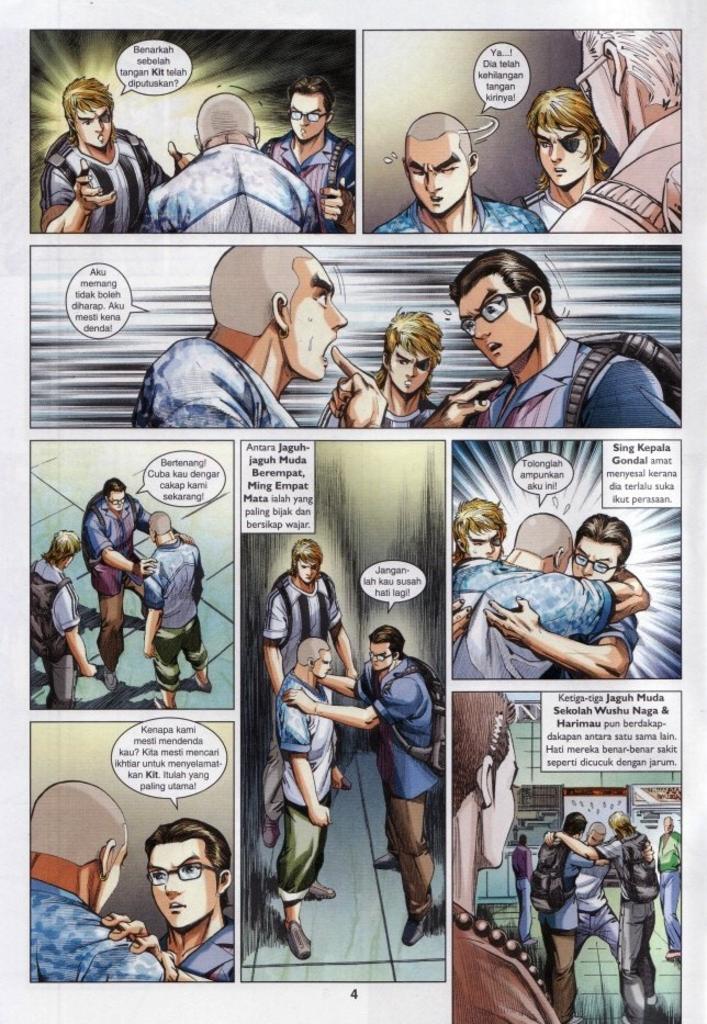 Benarkah
sebelah
tangan Kit telah
diputuskan?
Ya...!
Dia telah
kehilangan
tangan
kirinya!
Aku
memang
tidak boleh
diharap. Aku
mesti kena
denda!
Bertenang!
Cuba kau dengar
cakap kami
sekarang!
Antara Jaguh-
jaguh Muda
Berempat,
Ming Empat
Mata ialah yang
paling bijak dan
bersikap wajar.
Jangan-
lah kau susah
hati lagi!
Tolonglah
ampunkan
aku ini!
Sing Kepala
Gondal amat
menyesal kerana
dia terlalu suka
ikut perasaan.
Kenapa kami
mesti mendenda
kau? Kita mesti mencari
ikhtiar untuk
menyelamat-
kan Kit. Itulah yang
paling utama!
Ketiga-tiga Jaguh Muda
Sekolah Wushu Naga &
Harimau pun berdakap-
dakapan antara satu sama lain.
Hati mereka benar-benar sakit
seperti dicucuk dengan jarum.
4